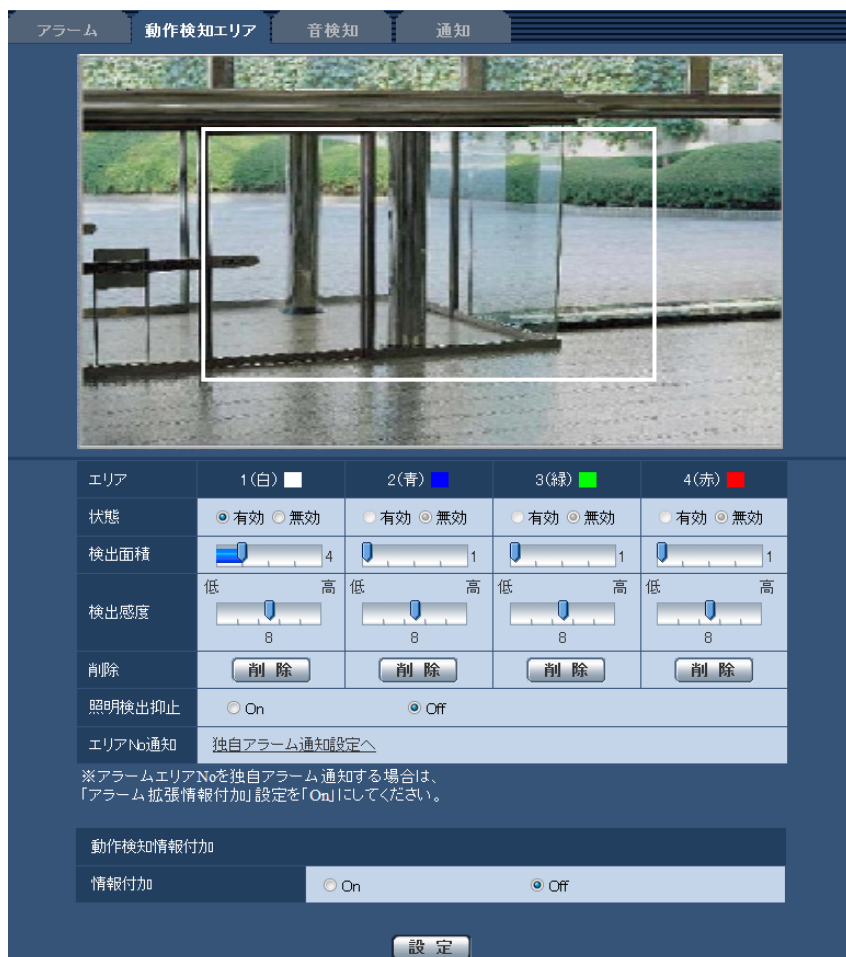 アラーム 動作検知エリア 音検知 通知
エリア 1(白) 2(青) 3(緑) 4(赤)
状態 有効 無効 有効 無効 有効 無効 有効 無効
検出面積 4 1 1 1
低 高 低 高 低 高 低 高
検出感度
8 8 8 8
削除 削除 削除 削除 削除
照明検出抑止 On Off
エリアNo通知 独自アラーム通知設定へ
※アラームエリアNoを独自アラーム通知する場合は、
「アラーム拡張情報付加」設定を「On」にしてください。
動作検知情報付加
情報付加 On Off
設定